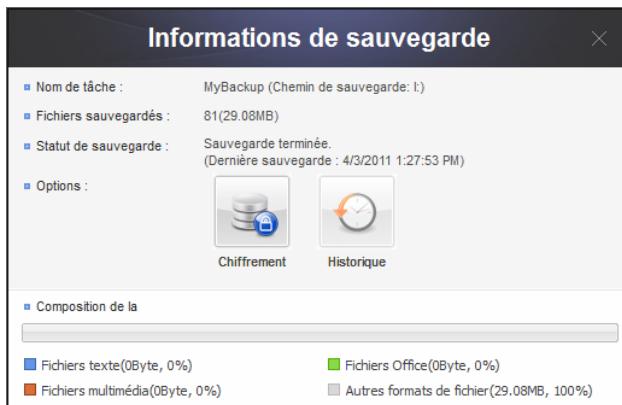 Informations de sauvegarde
Nom de tâche : MyBackup (Chemin de sauvegarde: I:)
Fichiers sauvegardés : 81(29.08MB)
Statut de sauvegarde : Sauvegarde terminée.
(Dernière sauvegarde : 4/3/2011 1:27:53 PM)
Options :
Chiffrement Historique
Composition de la
Fichiers texte(0Byte, 0%) Fichiers Office(0Byte, 0%)
Fichiers multimédia(0Byte, 0%) Autres formats de fichier(29.08MB, 100%)